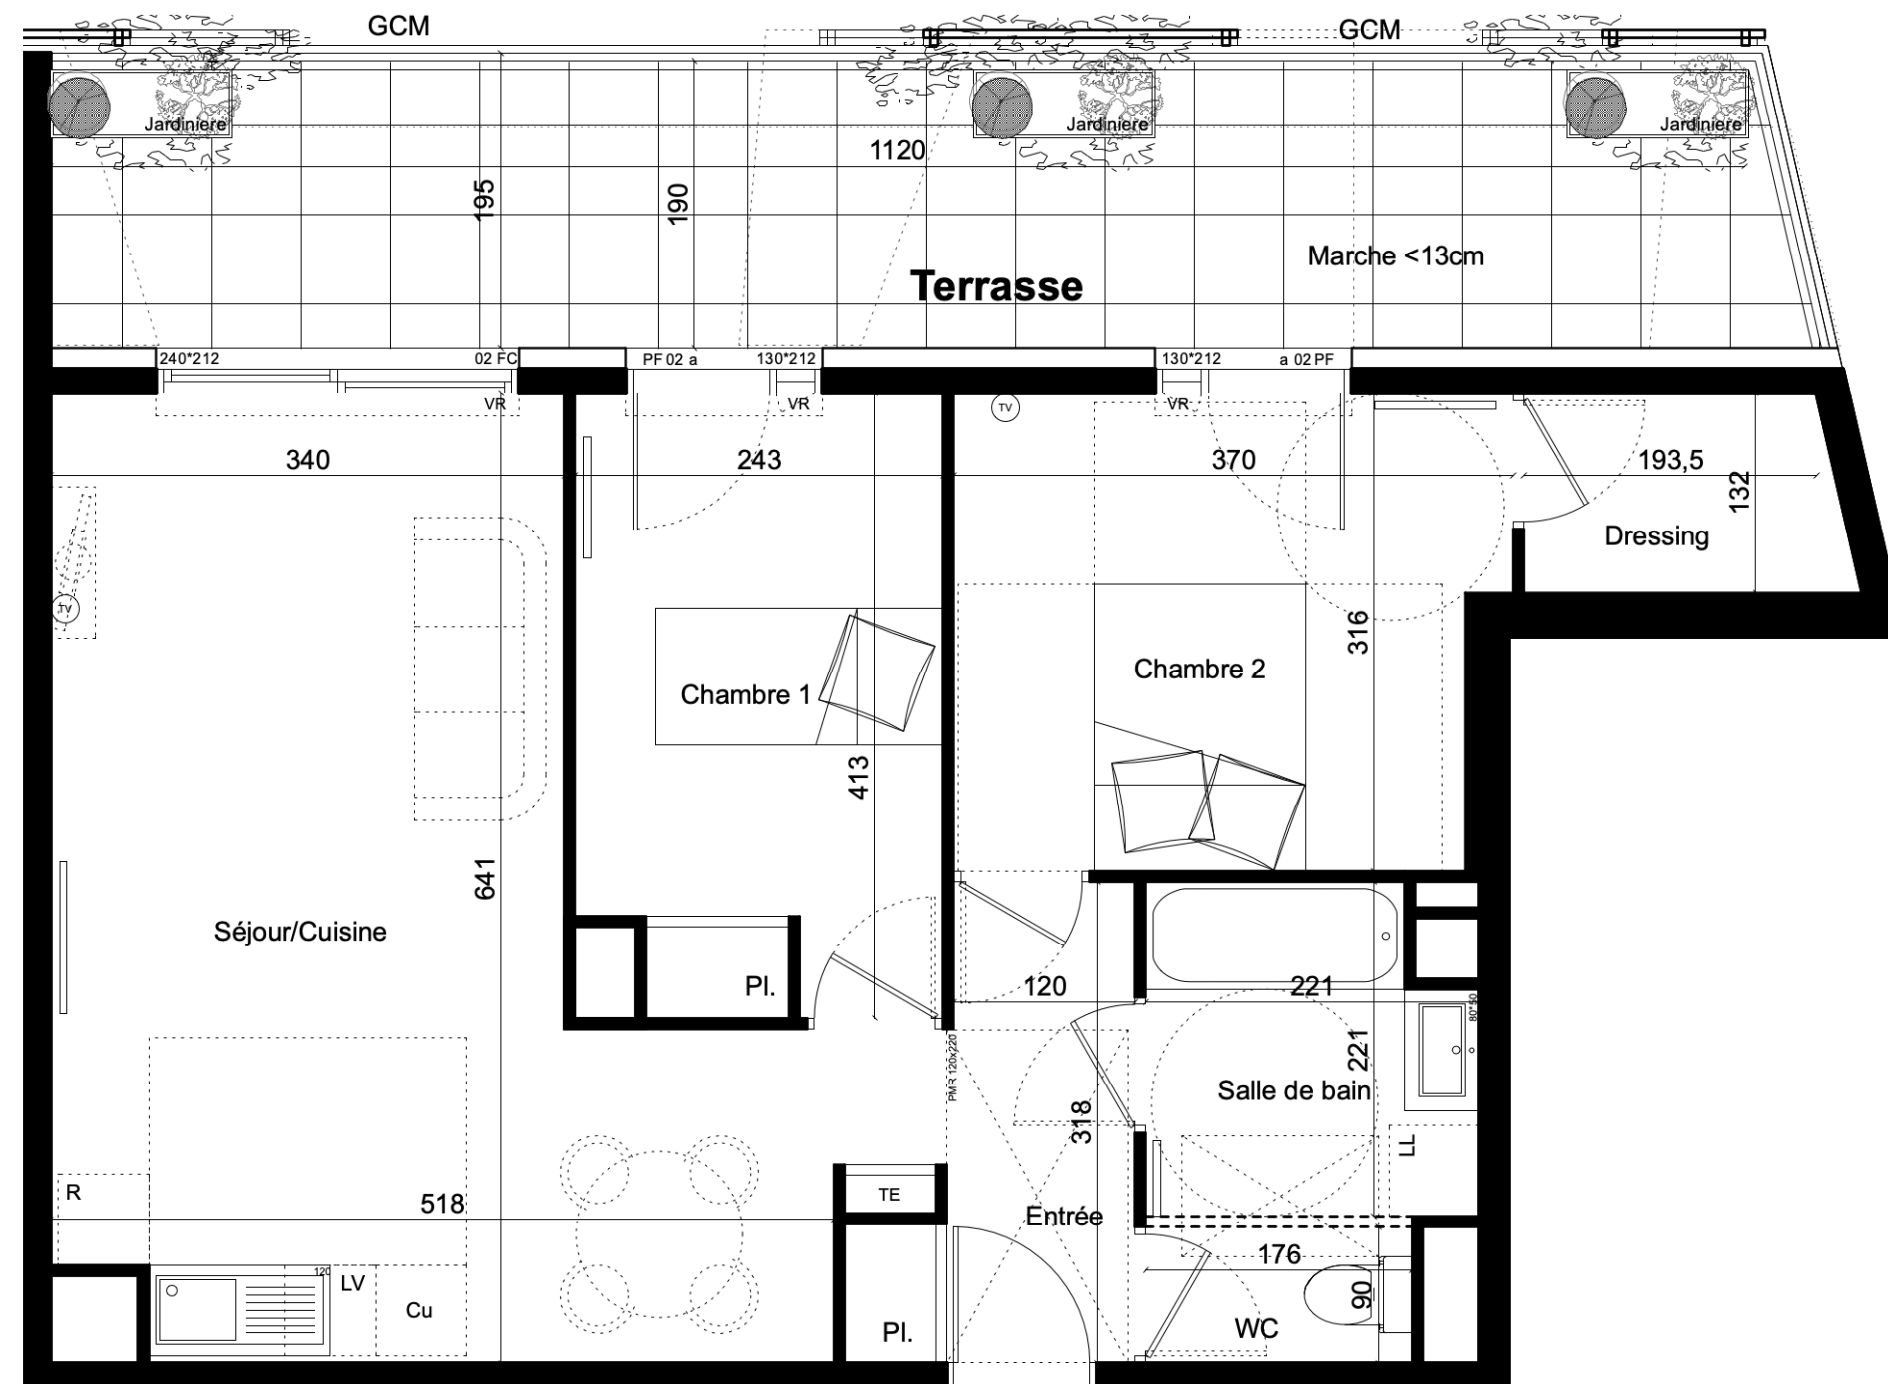 GCM
GCM
Jardiniere
Jardiniere
Jardiniere
1120
195
190
Marche <13cm
Terrasse
240*212
02 FC
PF 02 a
130*212
130*212
a 02 PF
VR
VR
VR
TV
340
243
370
193,5
132
Dressing
TV
316
Chambre 2
Chambre 1
413
641
Séjour/Cuisine
Pl.
120
221
80*50
PMR 120x220
221
Salle de bain
318
LL
R
TE
518
Entrée
176
120
LV
Cu
90
WC
Pl.